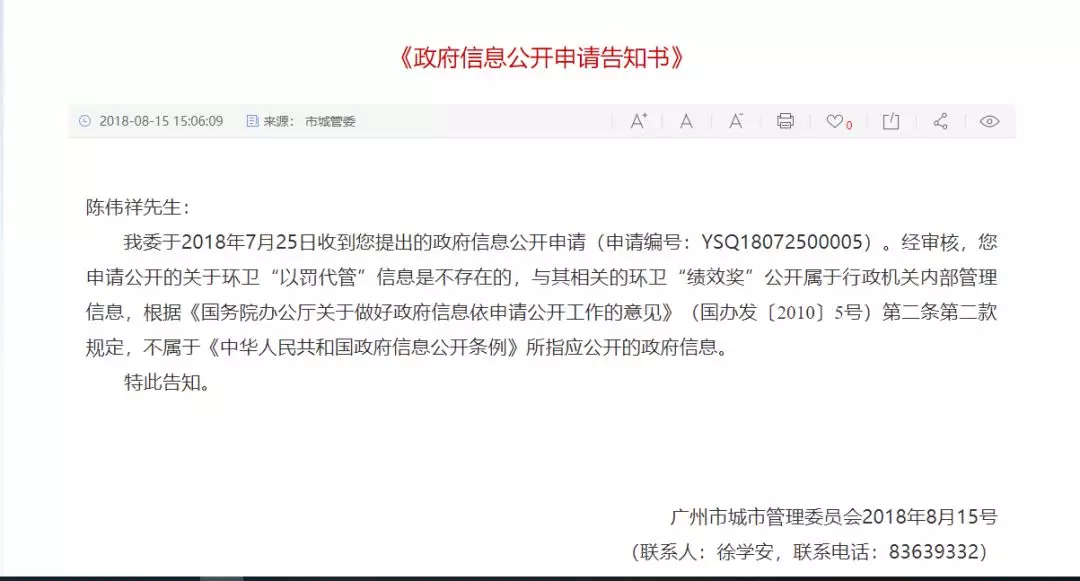 《政府信息公开申请告知书》
2018-08-15 15:06:09 来源： 市城管委 A+ A A- 0
陈伟祥先生：
我委于2018年7月25日收到您提出的政府信息公开申请（申请编号：YSQ18072500005）。经审核，您
申请公开的关于环卫“以罚代管”信息是不存在的，与其相关的环卫“绩效奖”公开属于行政机关内部管理
信息，根据《国务院办公厅关于做好政府信息依申请公开工作的意见》（国办发〔2010〕5号）第二条第二款
规定，不属于《中华人民共和国政府信息公开条例》所指应公开的政府信息。
特此告知。
广州市城市管理委员会2018年8月15号
（联系人：徐学安，联系电话：83639332）